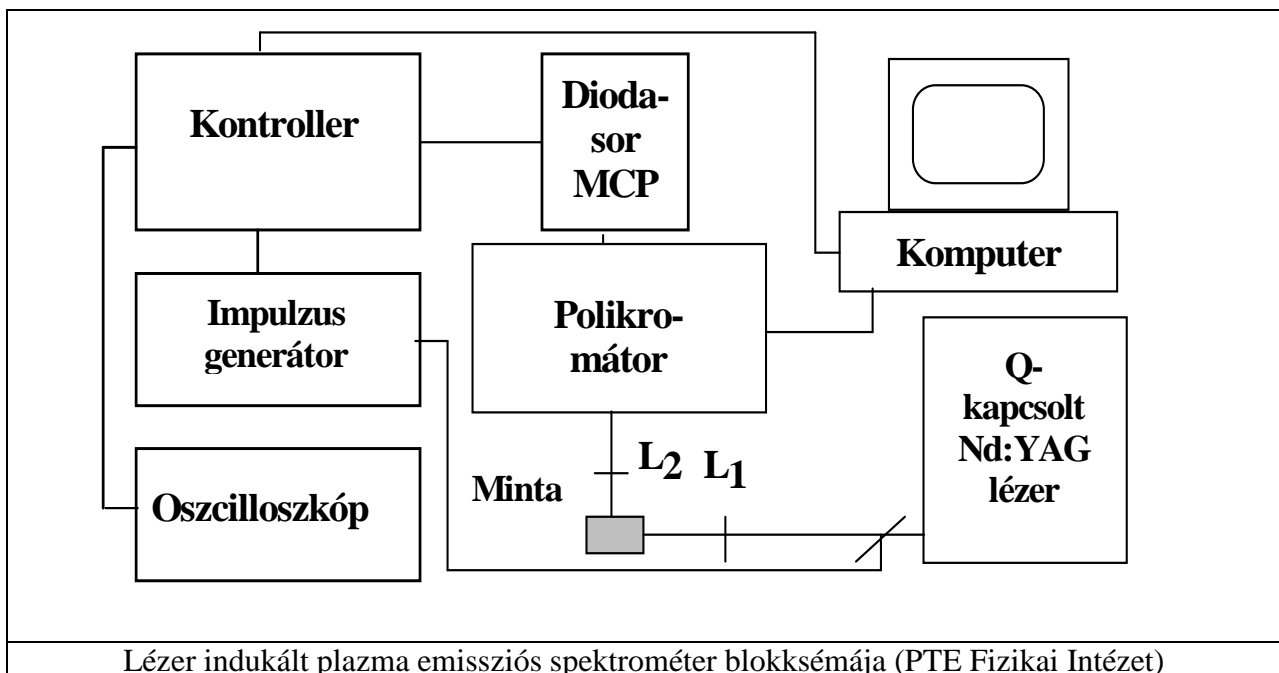 Kontroller
Dioda-
sor
MCP
Komputer
Impulzus
generátor
Polikro-
mátor
Q-
kapcsolt
Nd:YAG
lézer
L2 L1
Minta
Oszcilloszkóp
Lézer indukált plazma emissziós spektrométer blokksémája (PTE Fizikai Intézet)